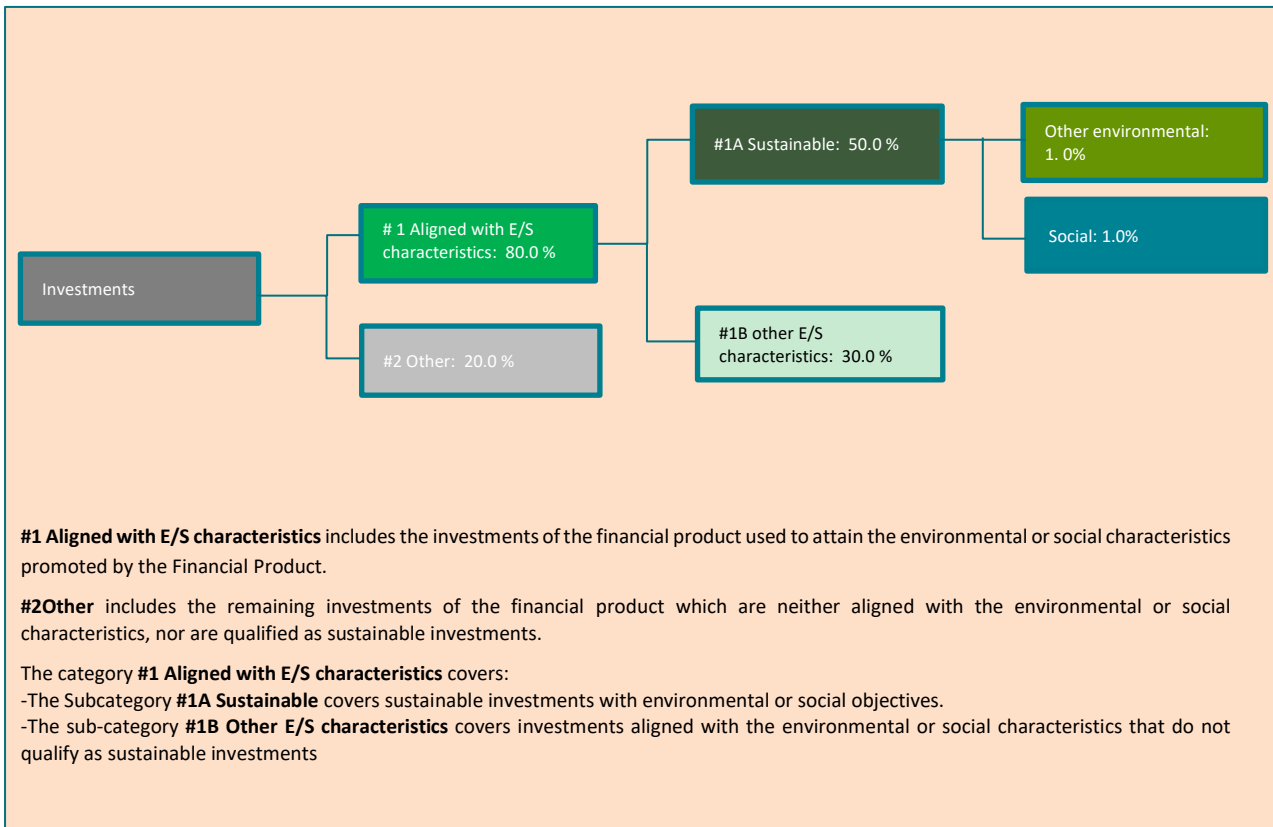 #1A Sustainable: 50.0 %
Other environmental:
1. 0%
# 1 Aligned with E/S
characteristics: 80.0 %
Social: 1.0%
Investments
#1B other E/S
characteristics: 30.0 %
#2 Other: 20.0 %
#1 Aligned with E/S characteristics includes the investments of the financial product used to attain the environmental or social characteristics
promoted by the Financial Product.
#2Other includes the remaining investments of the financial product which are neither aligned with the environmental or social
characteristics, nor are qualified as sustainable investments.
The category #1 Aligned with E/S characteristics covers:
-The Subcategory #1A Sustainable covers sustainable investments with environmental or social objectives.
-The sub-category #1B Other E/S characteristics covers investments aligned with the environmental or social characteristics that do not
qualify as sustainable investments